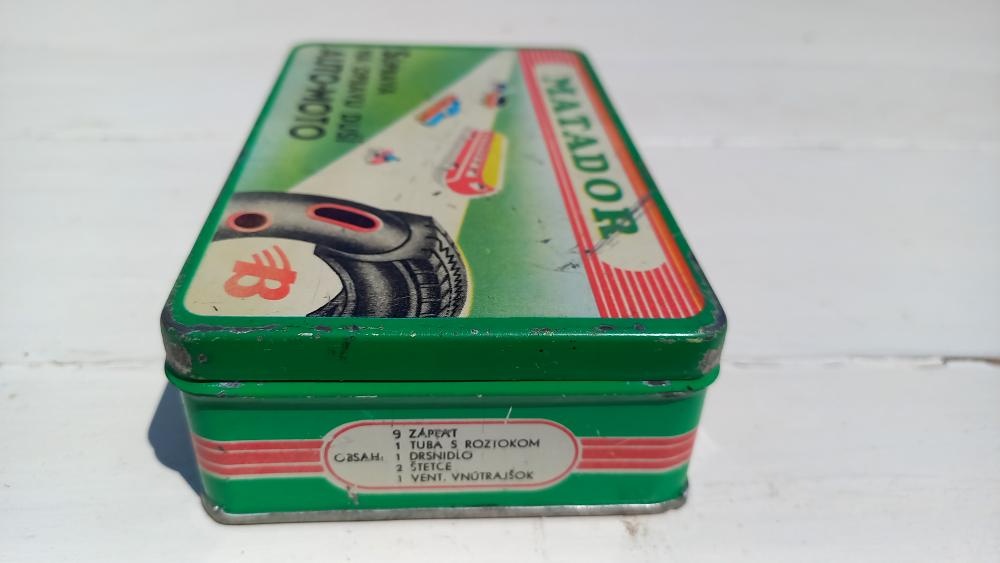 MATADOR
SÚPRAVA
NA OPRAVU DUŠÍ
AUTO-MOTO
B
OBSAH:
9 ZÁPLAT
1 TUBA S ROZTOKOM
1 DRSNIDLO
2 ŠTETCE
1 VENT. VNÚTRAJŠOK